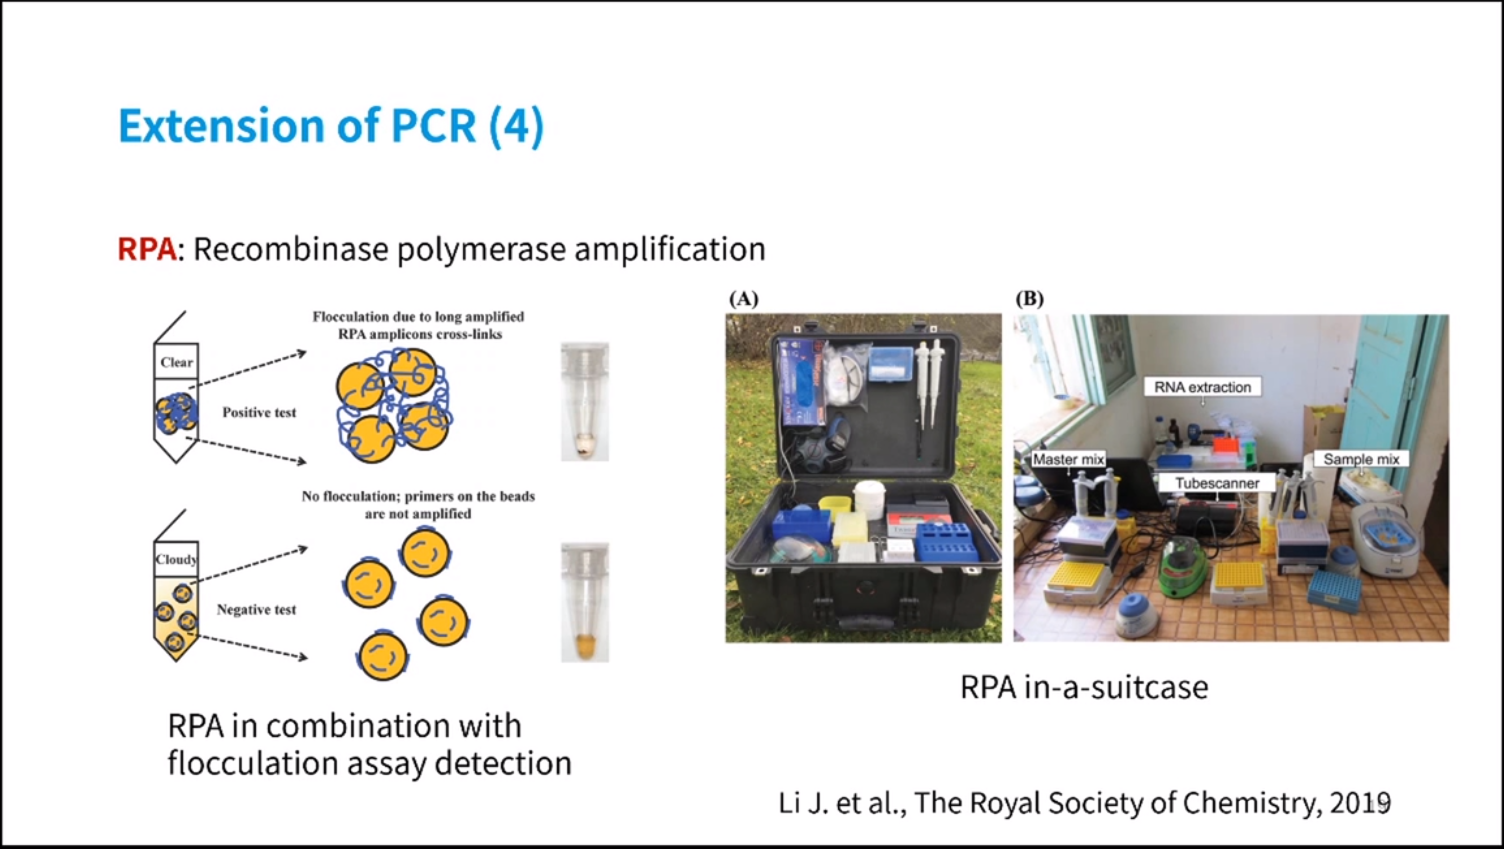 Extension of PCR (4)
RPA: Recombinase polymerase amplification
Flocculation due to long amplified
RPA amplicons cross-links
Clear
Positive test
No flocculation; primers on the beads
are not amplified
Cloudy
Negative test
RPA in combination with
flocculation assay detection
(A)
(B)
RNA extraction
Master mix
Sample mix
Tubescanner
RPA in-a-suitcase
Li J. et al., The Royal Society of Chemistry, 2019